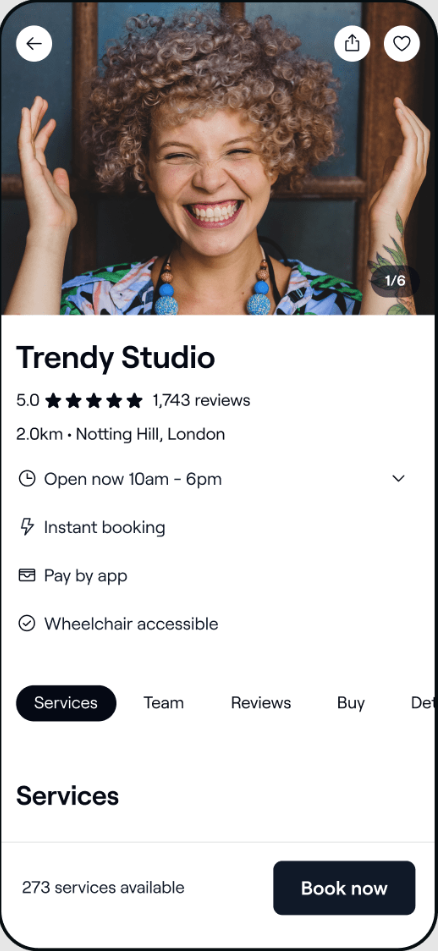 1/6
Trendy Studio
5.0 ★★★★★ 1,743 reviews
2.0km • Notting Hill, London
Open now 10am - 6pm
Instant booking
Pay by app
Wheelchair accessible
Services Team Reviews Buy Det
Services
273 services available Book now